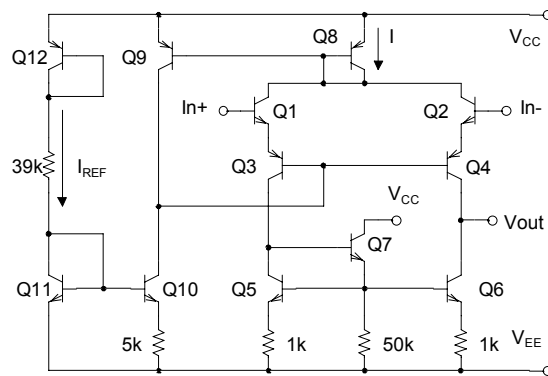 Q12
Q9
Q8
I
VCC
In+
Q1
Q2
In-
39k
IREF
Q3
Q4
VCC
Vout
Q7
Q11
Q10
Q5
Q6
5k
1k
50k
1k
VEE